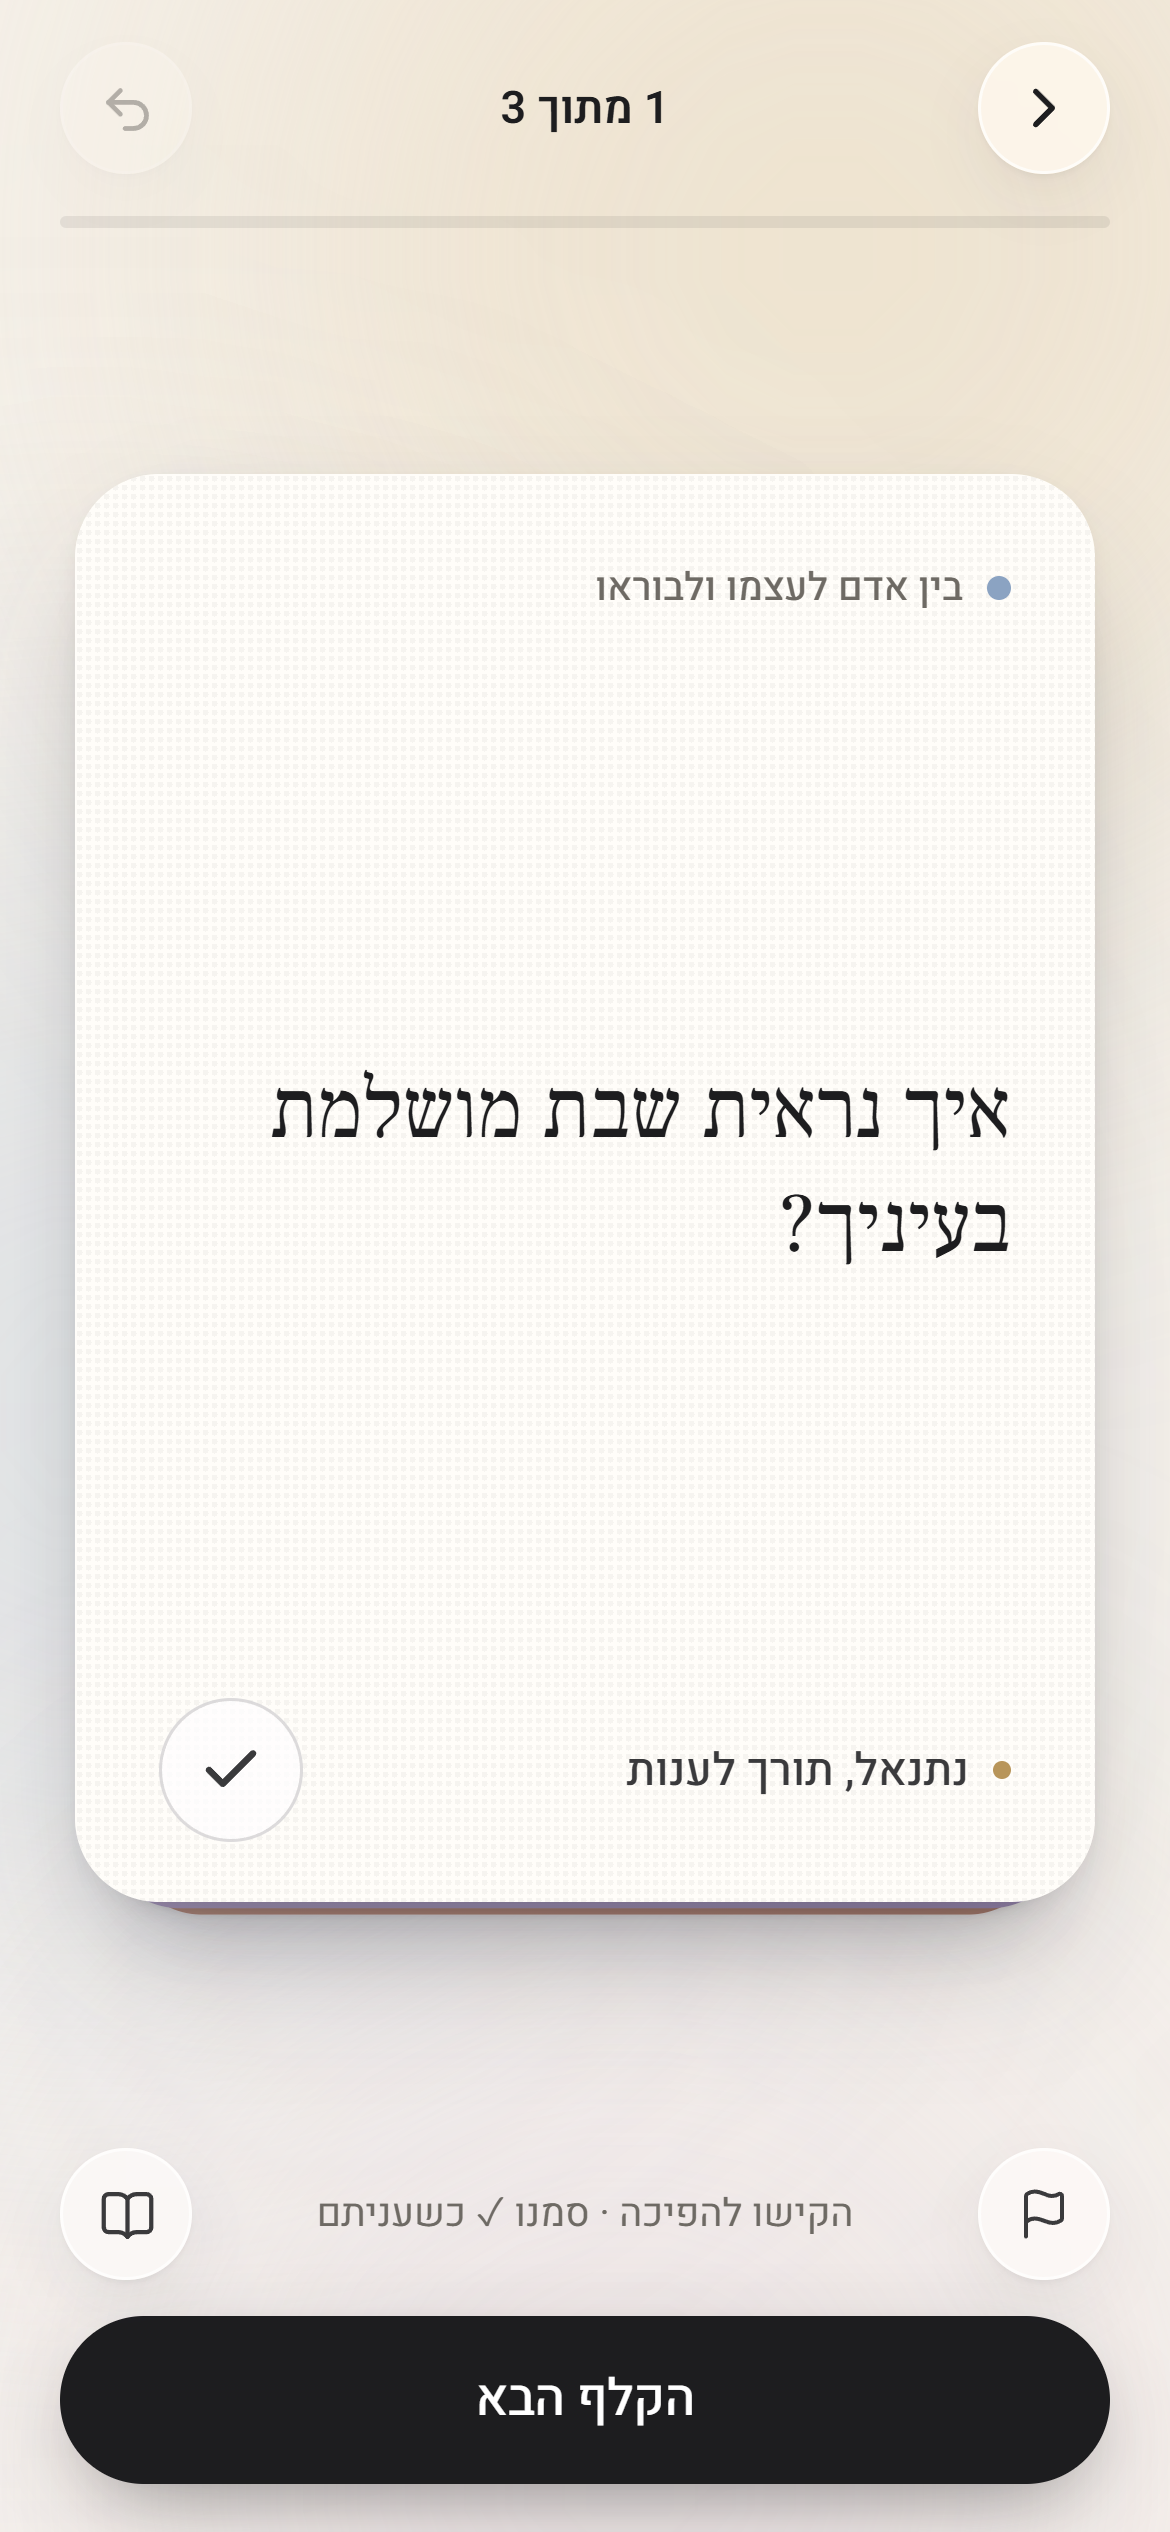 1 מתוך 3
בין אדם לעצמו ולבוראו
איך נראית שבת מושלמת
בעיניך?
נתנאל, תורך לענות
הקישו להפיכה · סמנו ✓ כשעניתם
הקלף הבא